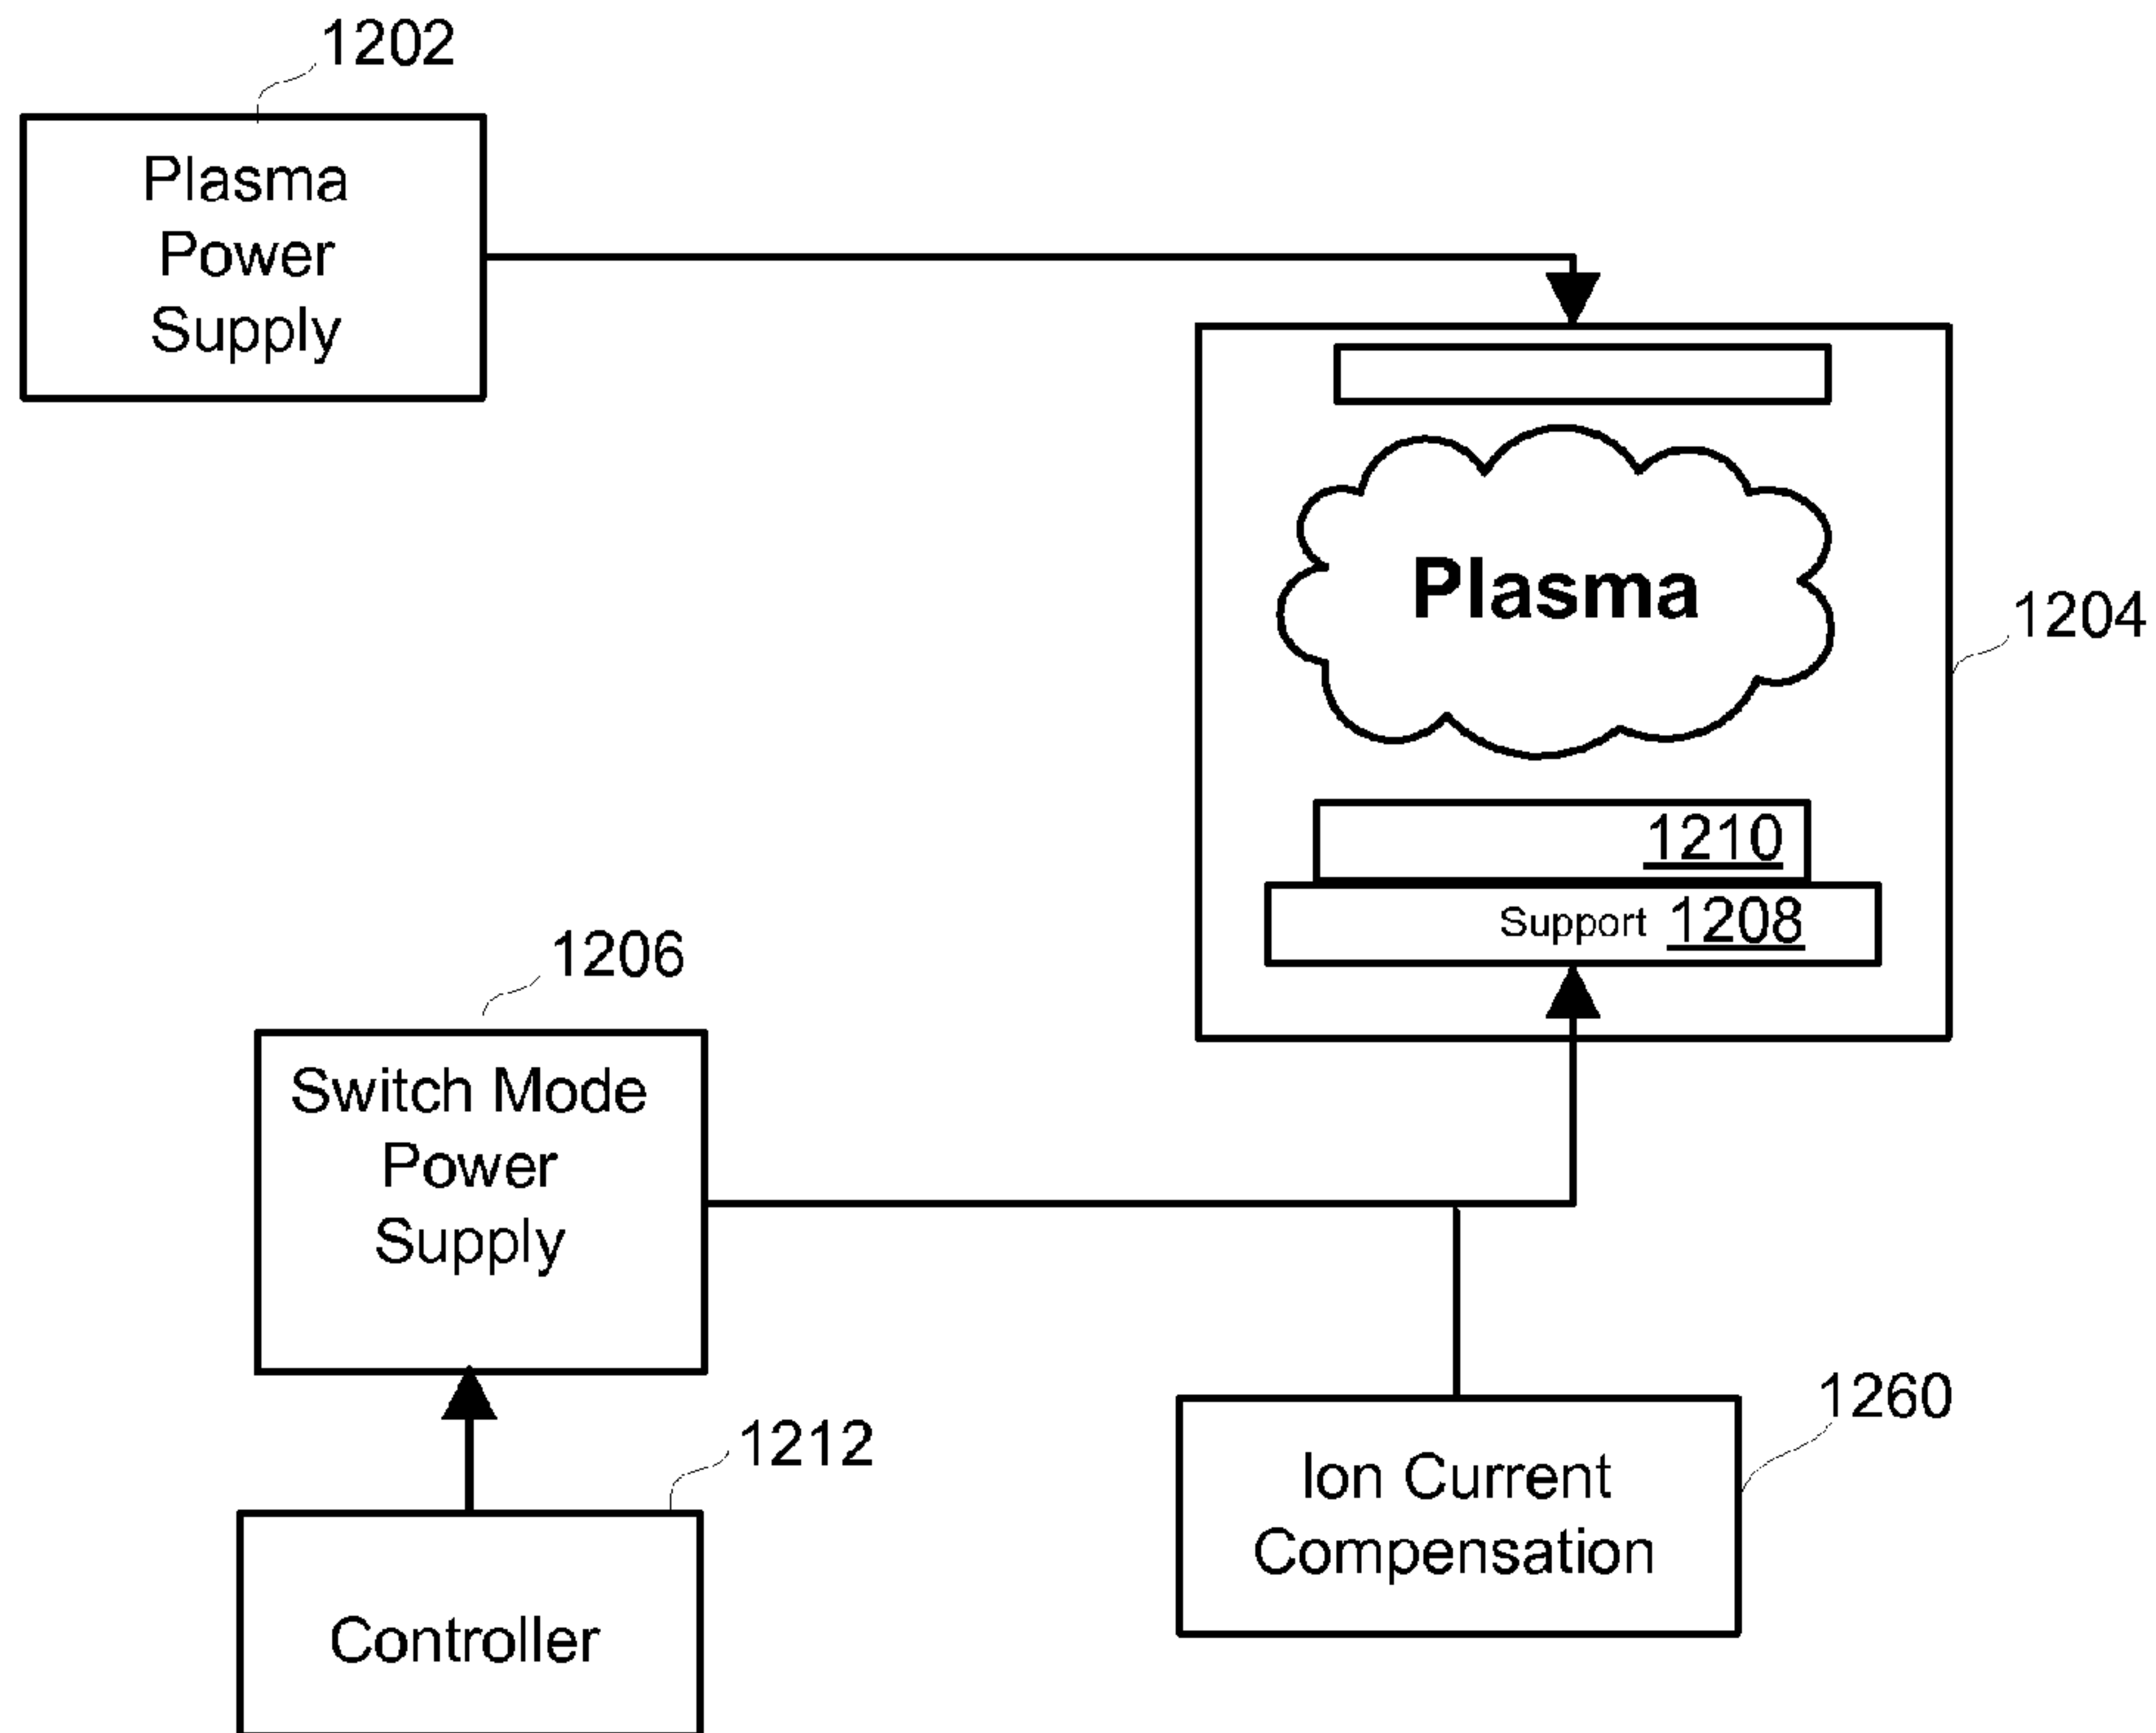 1202
Plasma
Power
Supply
Plasma
1204
1210
Support 1208
1206
Switch Mode
Power
Supply
1212
Controller
1260
Ion Current
Compensation